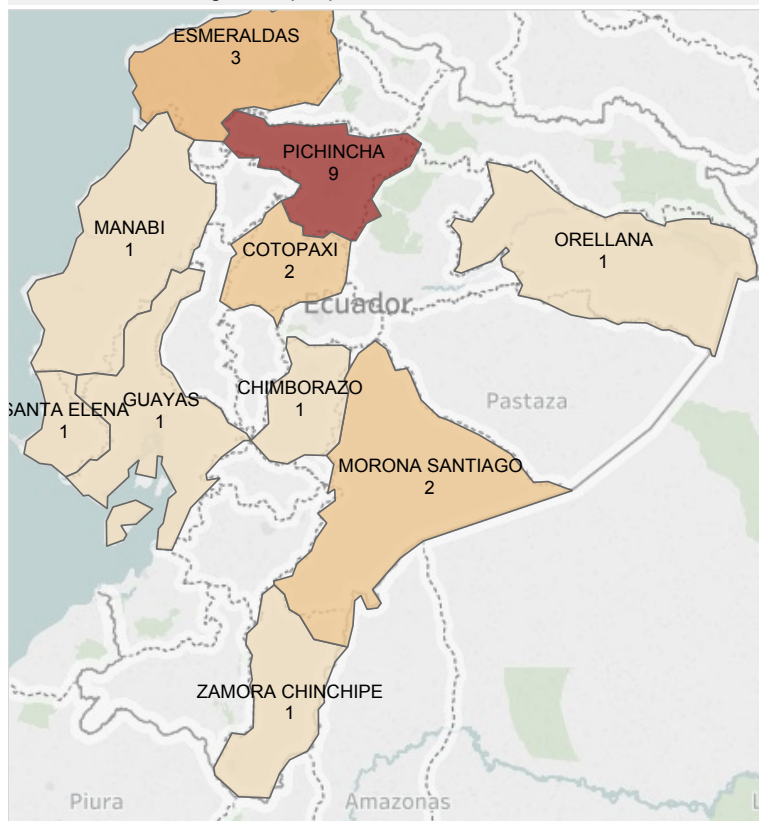 ESMERALDAS
3
PICHINCHA
9
MANABI
1
COTOPAXI
2
ORELLANA
1
Ecuador
SANTA ELENA
1
GUAYAS
1
CHIMBORAZO
1
Pastaza
MORONA SANTIAGO
2
ZAMORA CHINCHIPE
1
Piura
Amazonas